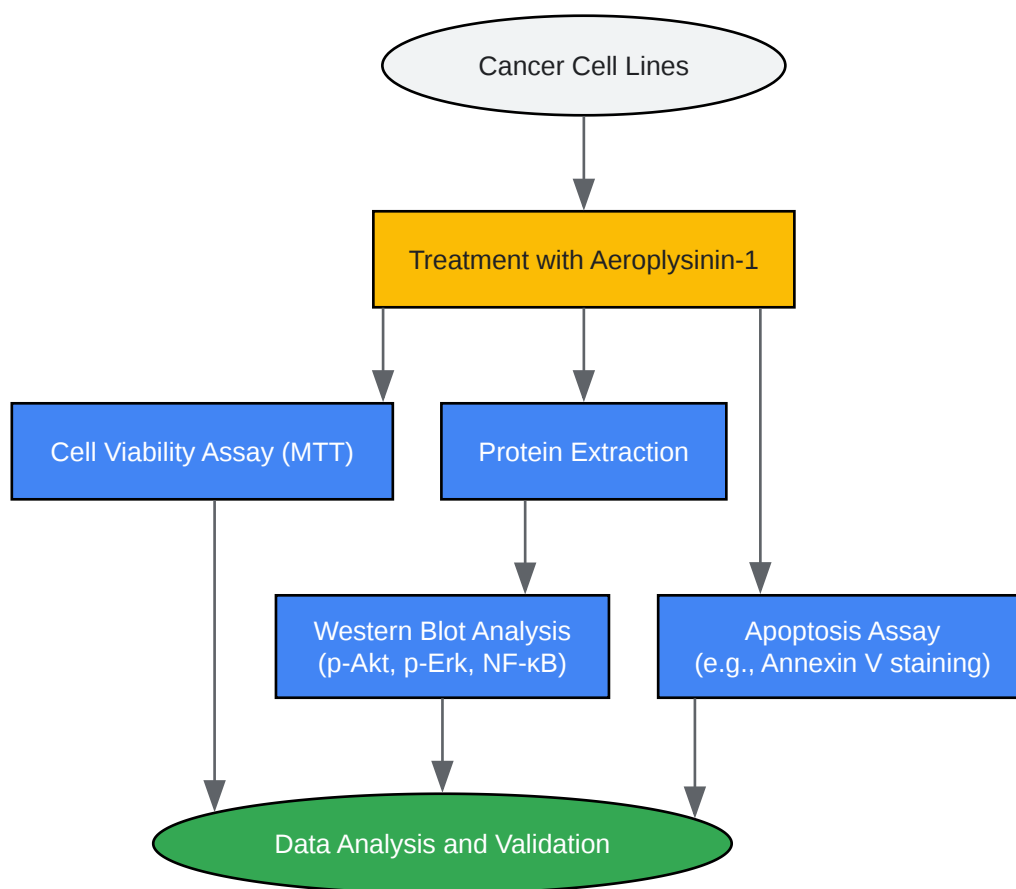 Cancer Cell Lines
Treatment with Aeroplysinin-1
Cell Viability Assay (MTT)
Protein Extraction
Western Blot Analysis
(p-Akt, p-Erk, NF-κB)
Apoptosis Assay
(e.g., Annexin V staining)
Data Analysis and Validation